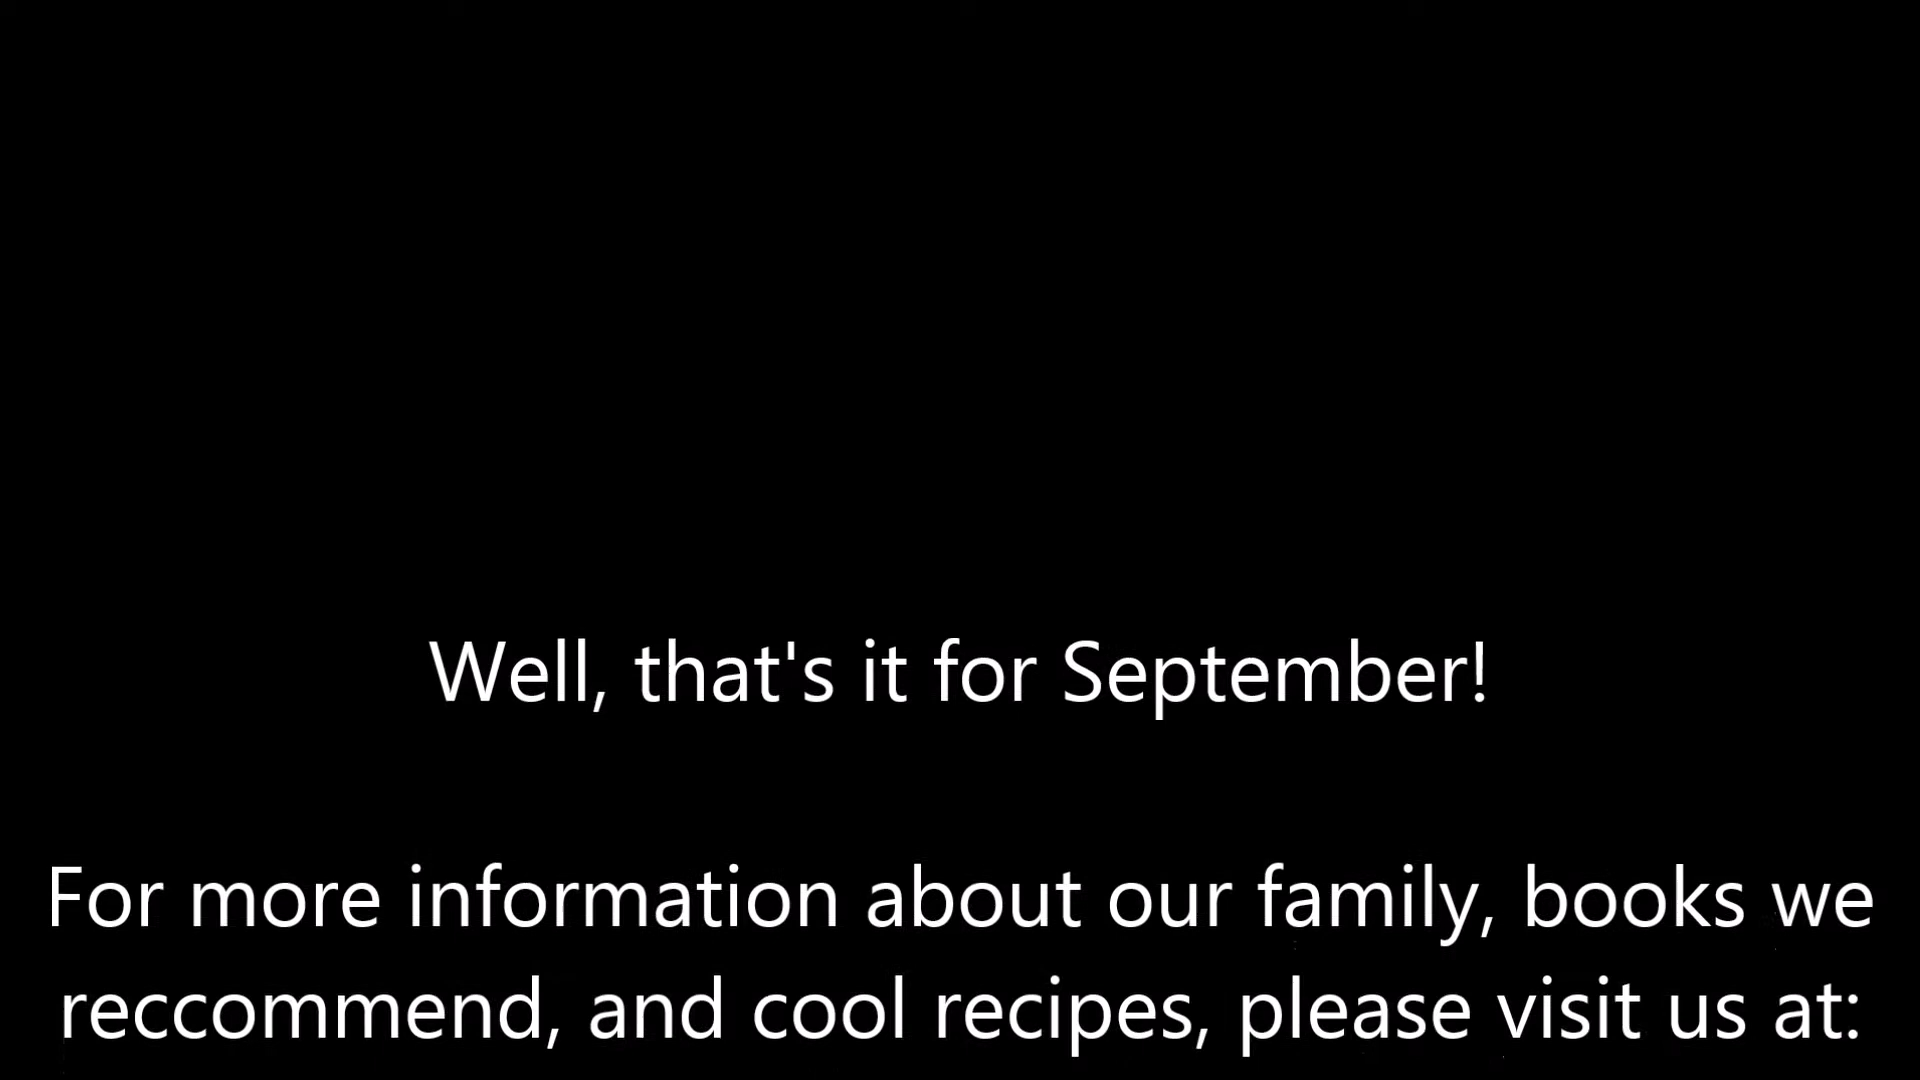 Well, that's it for September!
For more information about our family, books we
reccommend, and cool recipes, please visit us at: